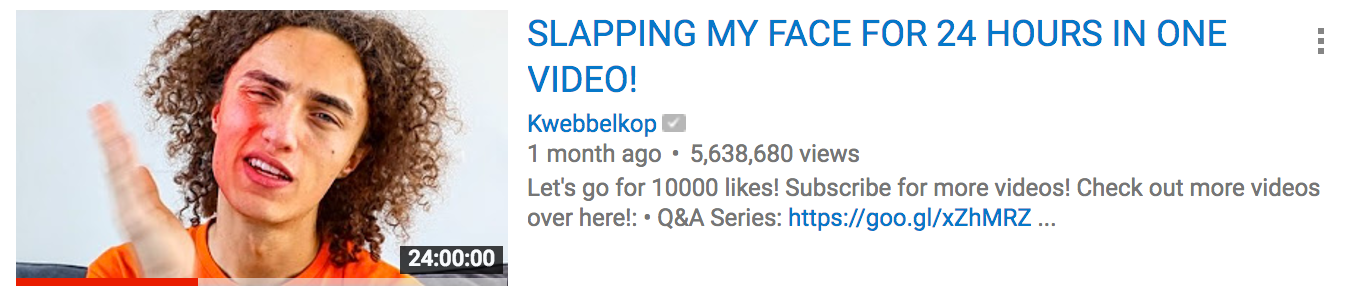 SLAPPING MY FACE FOR 24 HOURS IN ONE
VIDEO!
Kwebbelkop
1 month ago • 5,638,680 views
Let's go for 10000 likes! Subscribe for more videos! Check out more videos
over here!: • Q&A Series: https://goo.gl/xZhMRZ ...
24:00:00